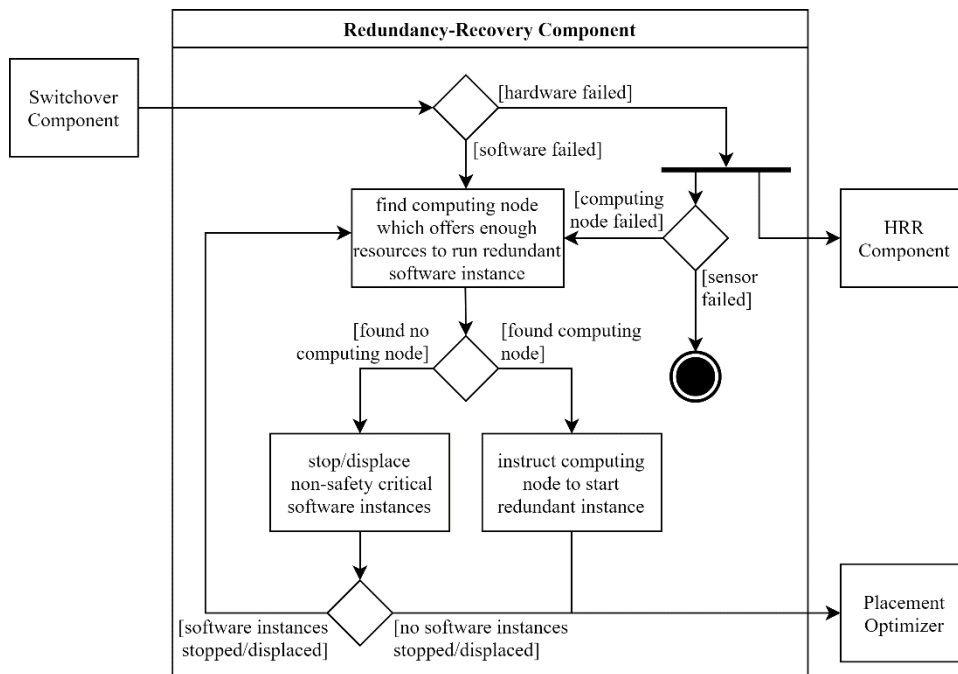 Redundancy-Recovery Component
Switchover
Component
[hardware failed]
[software failed]
find computing node
which offers enough
resources to run redundant
software instance
[computing
node failed]
HRR
Component
[sensor
failed]
[found no
computing node]
[found computing
node]
stop/displace
non-safety critical
software instances
instruct computing
node to start
redundant instance
[software instances
stopped/displaced]
[no software instances
stopped/displaced]
Placement
Optimizer